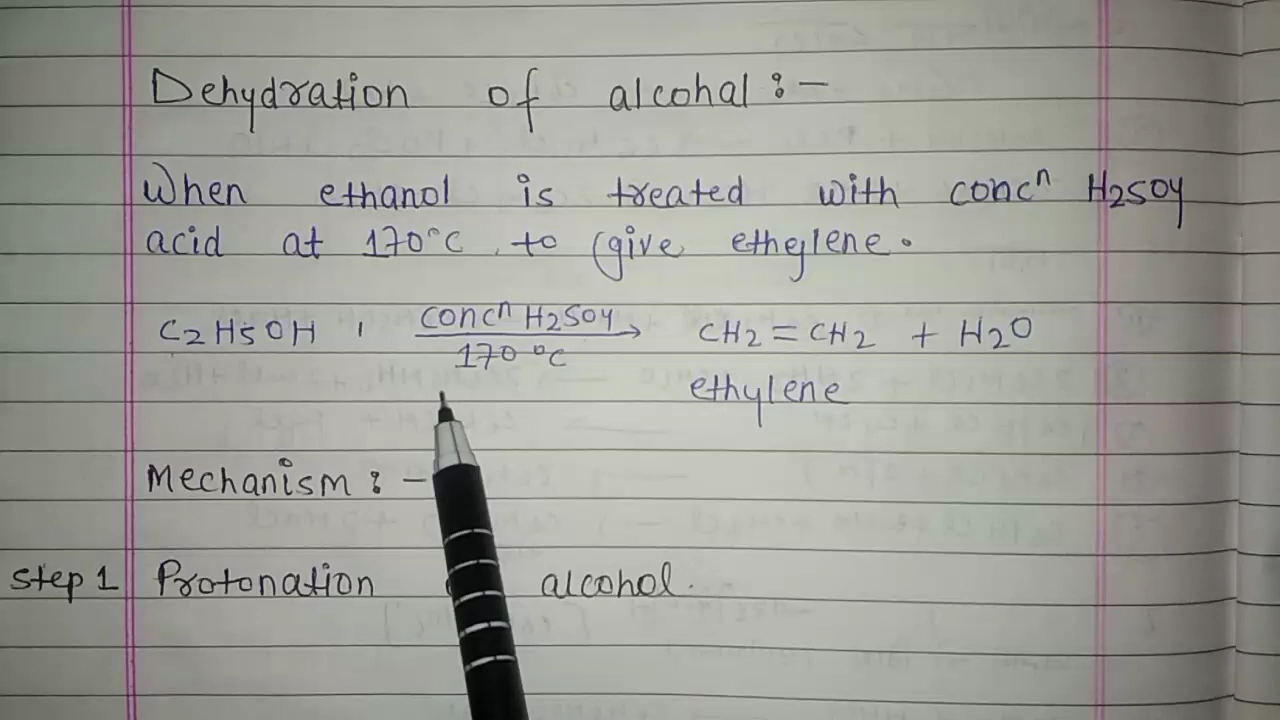 Dehydration of alcohal :-
When ethanol is treated with concⁿ H2SO4
acid at 170°C to give ethylene.
C2H5OH , concⁿ H2SO4 → CH2=CH2 + H2O
170°C
ethylene
Mechanism :-
Step 1 Protonation alcohol.